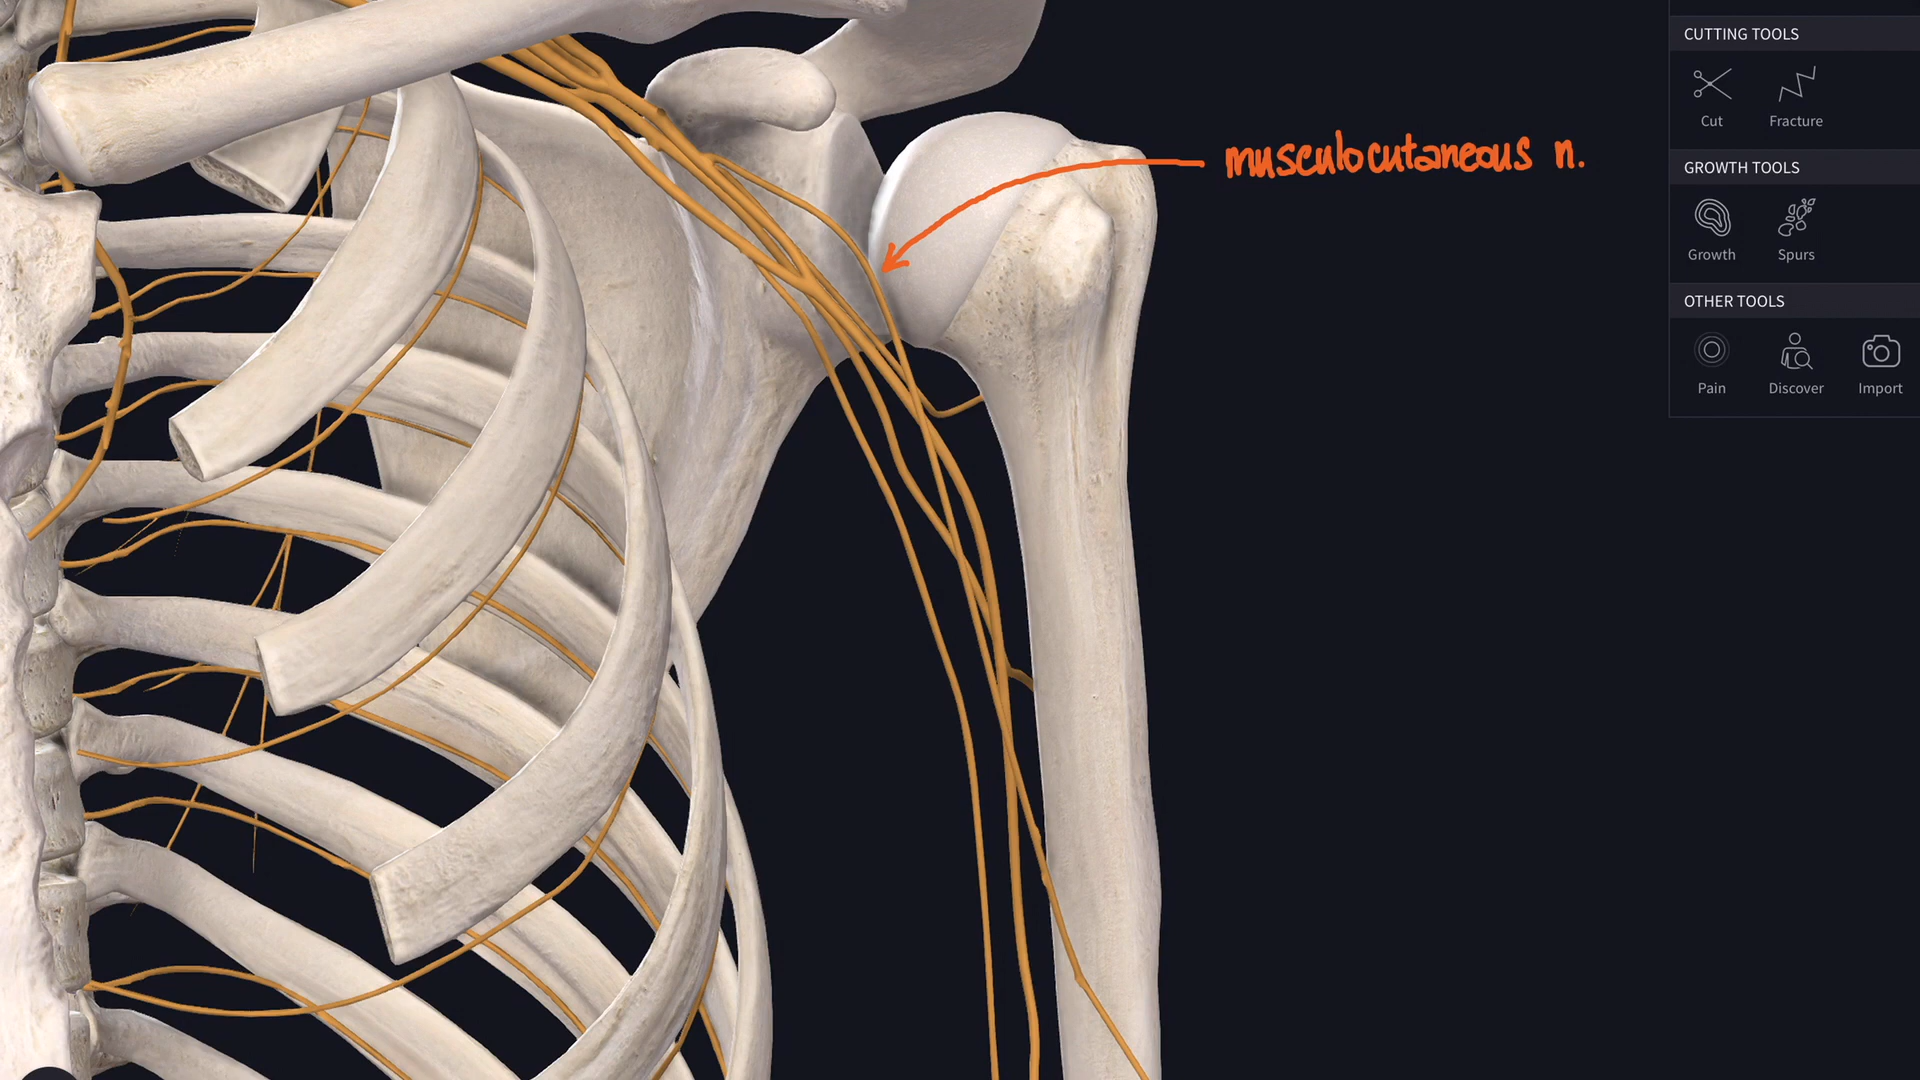 CUTTING TOOLS
Cut Fracture
musculocutaneous n.
GROWTH TOOLS
Growth Spurs
OTHER TOOLS
Pain Discover Import